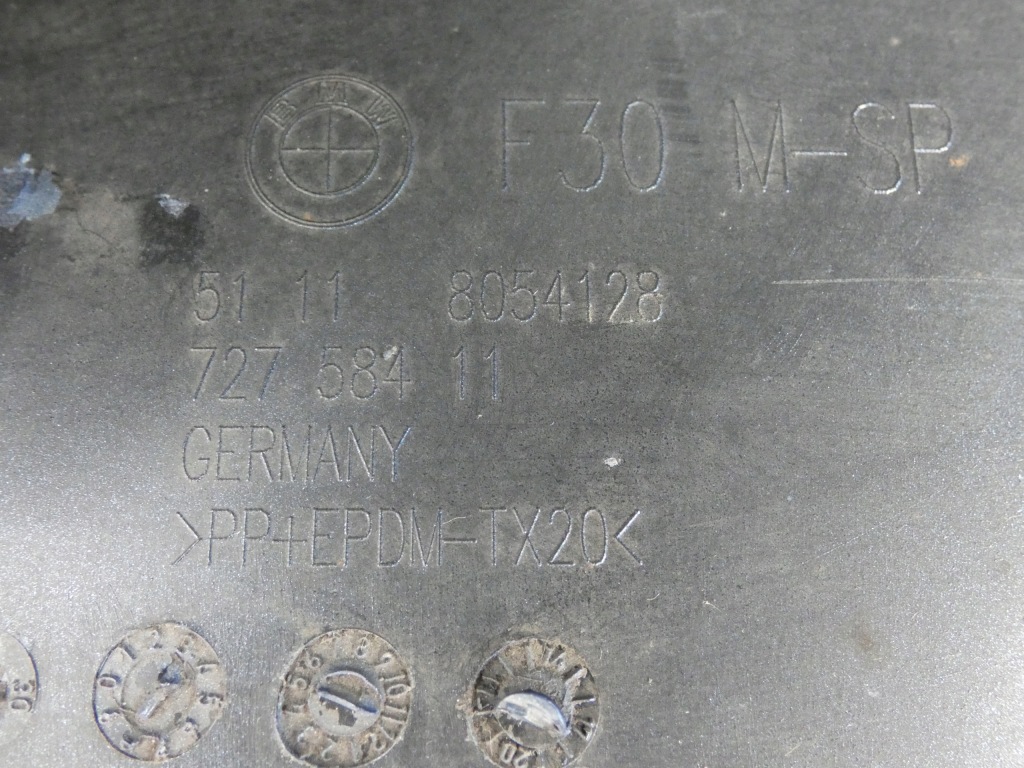 BMW F30 M-SP
51 11 8054128
727 584 11
GERMANY
>PP+EPDM-TX20<